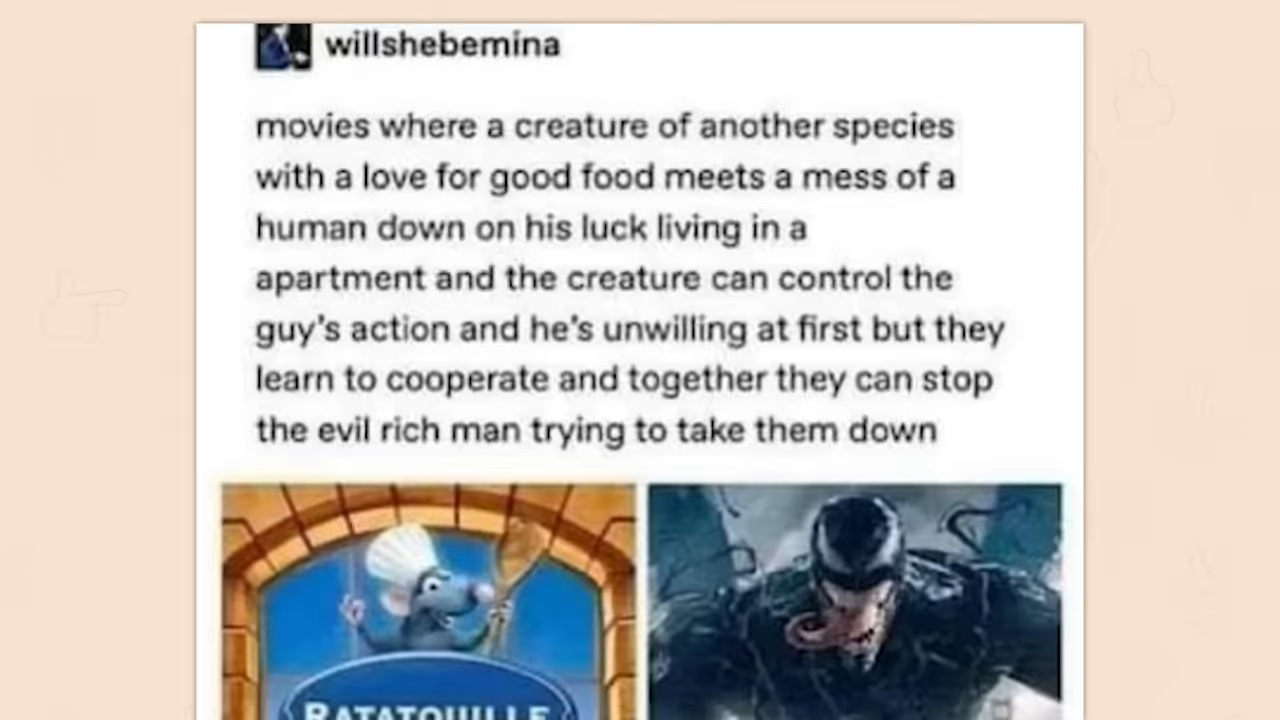 willshebemina
movies where a creature of another species
with a love for good food meets a mess of a
human down on his luck living in a
apartment and the creature can control the
guy's action and he's unwilling at first but they
learn to cooperate and together they can stop
the evil rich man trying to take them down
RATATOUILLE